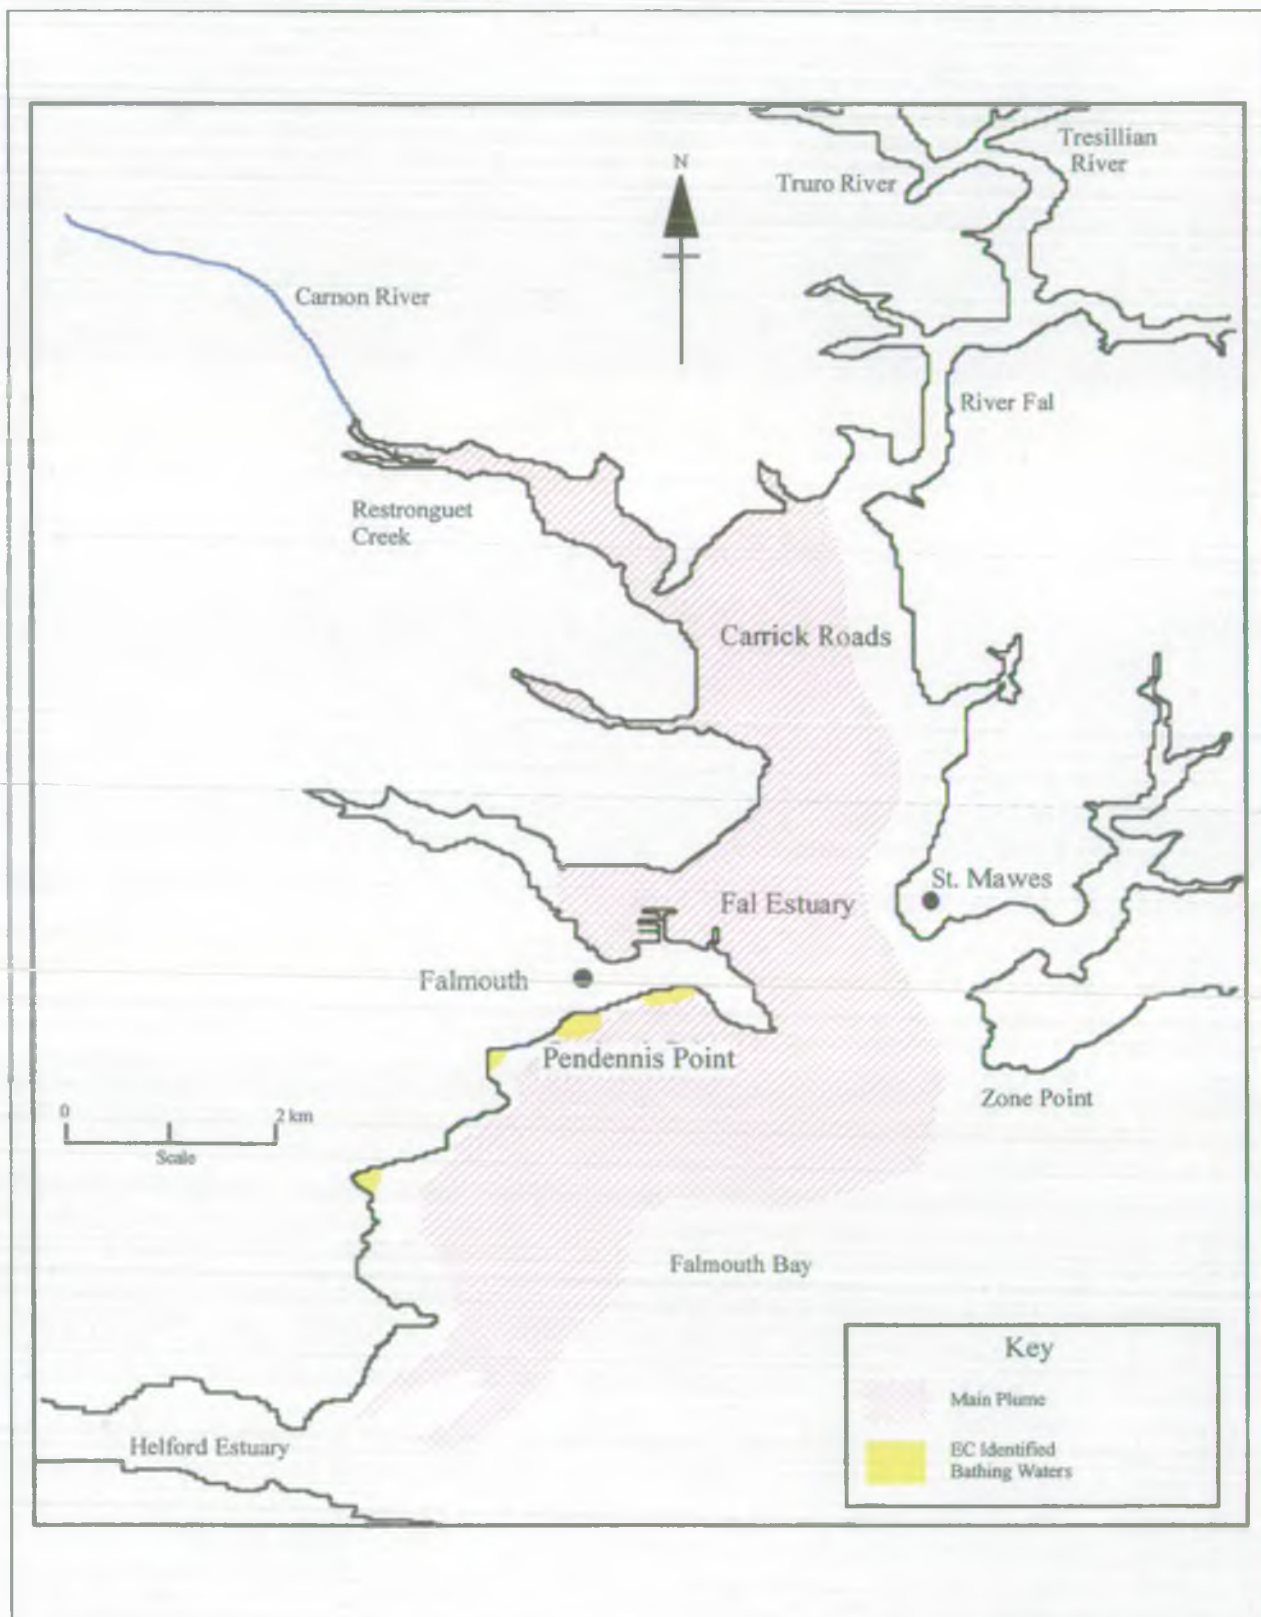 Tresillian
River
Truro River
N
Carnon River
River Fal
Restronguet
Creek
Carrick Roads
St. Mawes
Fal Estuary
Falmouth
Pendennis Point
Zone Point
0
2 km
Scale
Falmouth Bay
Key
Main Plume
EC Identified
Bathing Waters
Helford Estuary